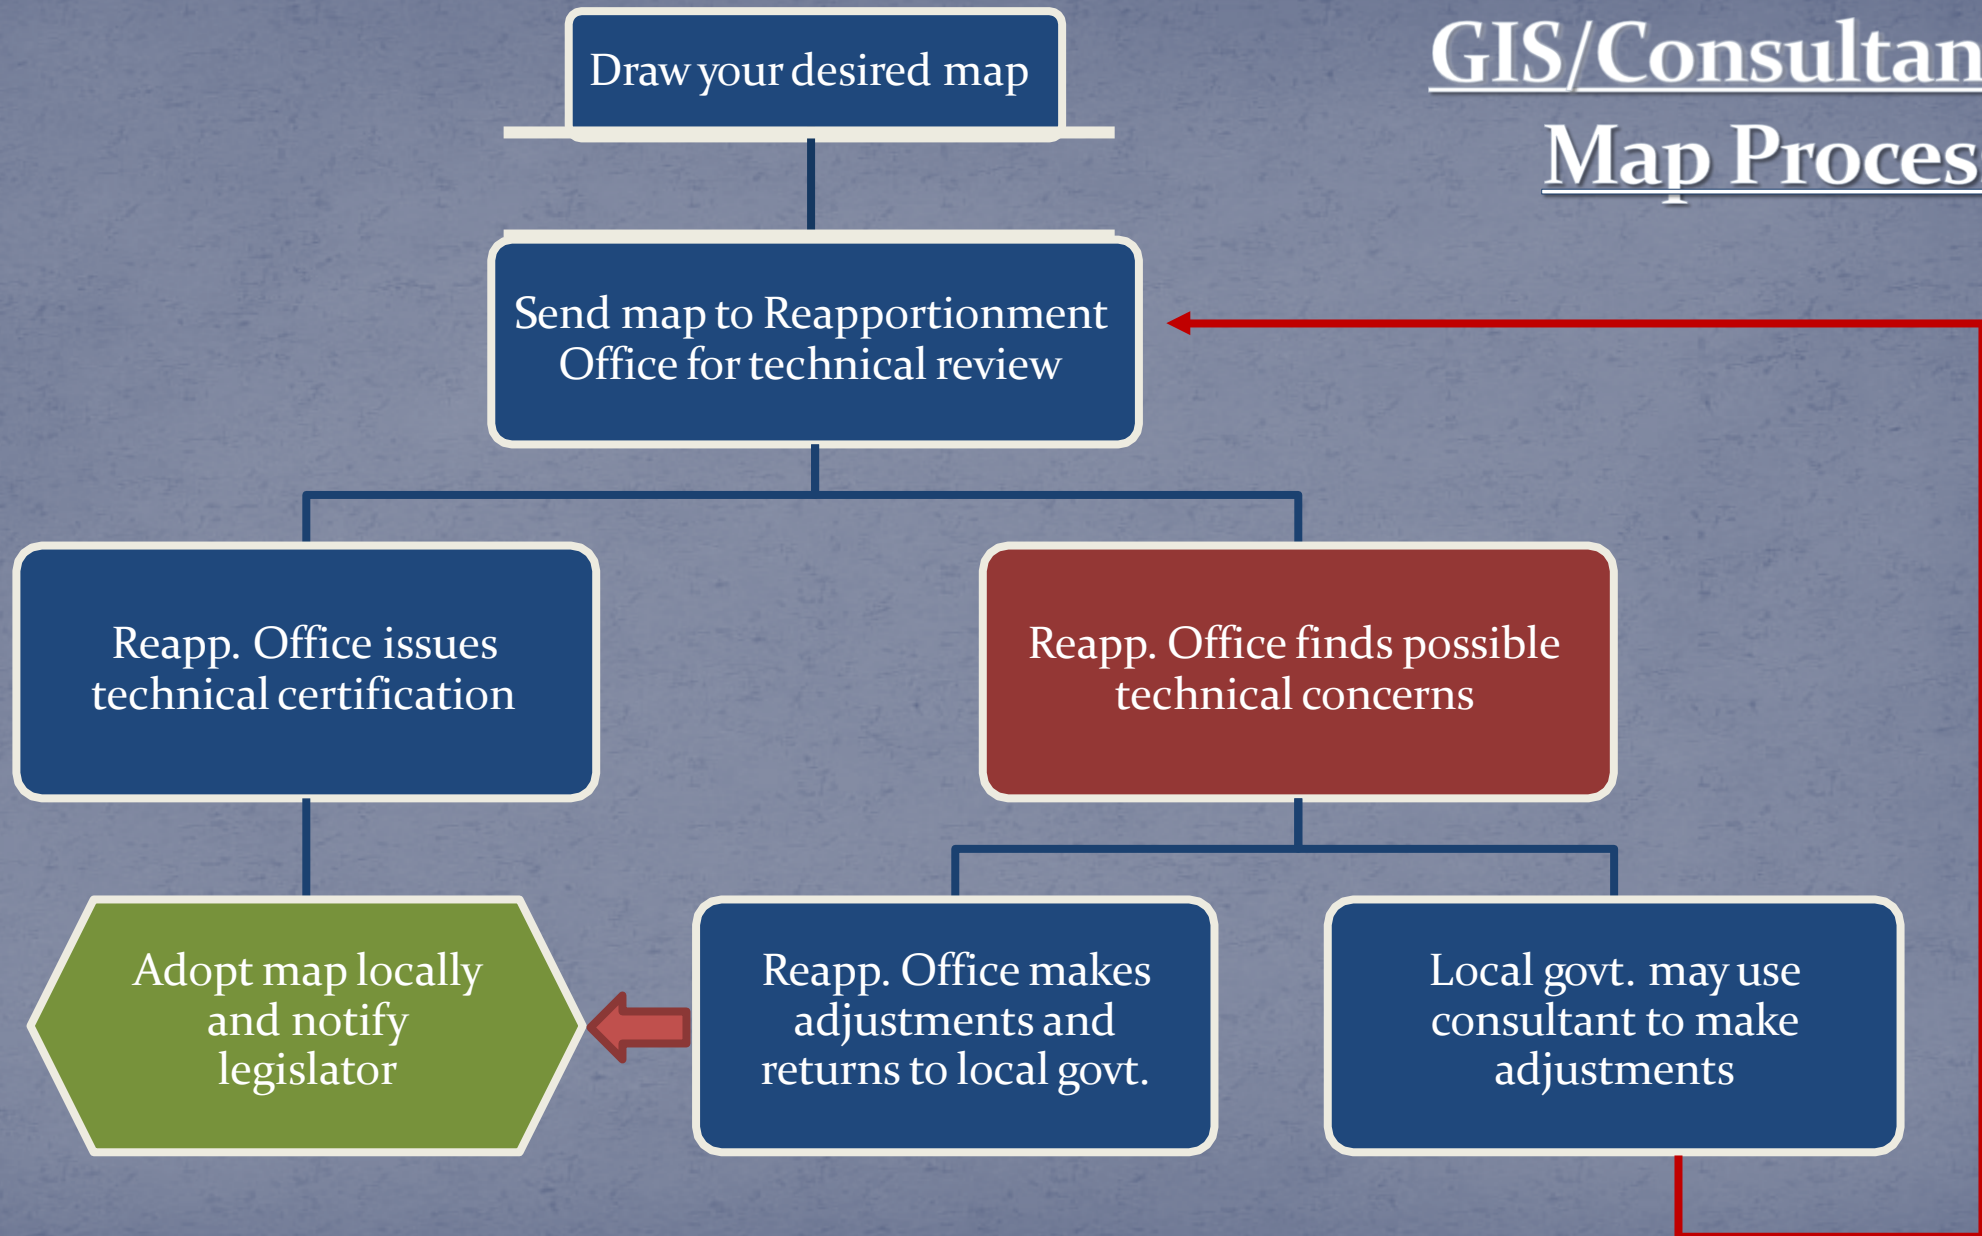 GIS/Consultan
Map Proces
Draw your desired map
Send map to Reapportionment
Office for technical review
Reapp. Office issues
technical certification
Reapp. Office finds possible
technical concerns
Adopt map locally
and notify
legislator
Reapp. Office makes
adjustments and
returns to local govt.
Local govt. may use
consultant to make
adjustments